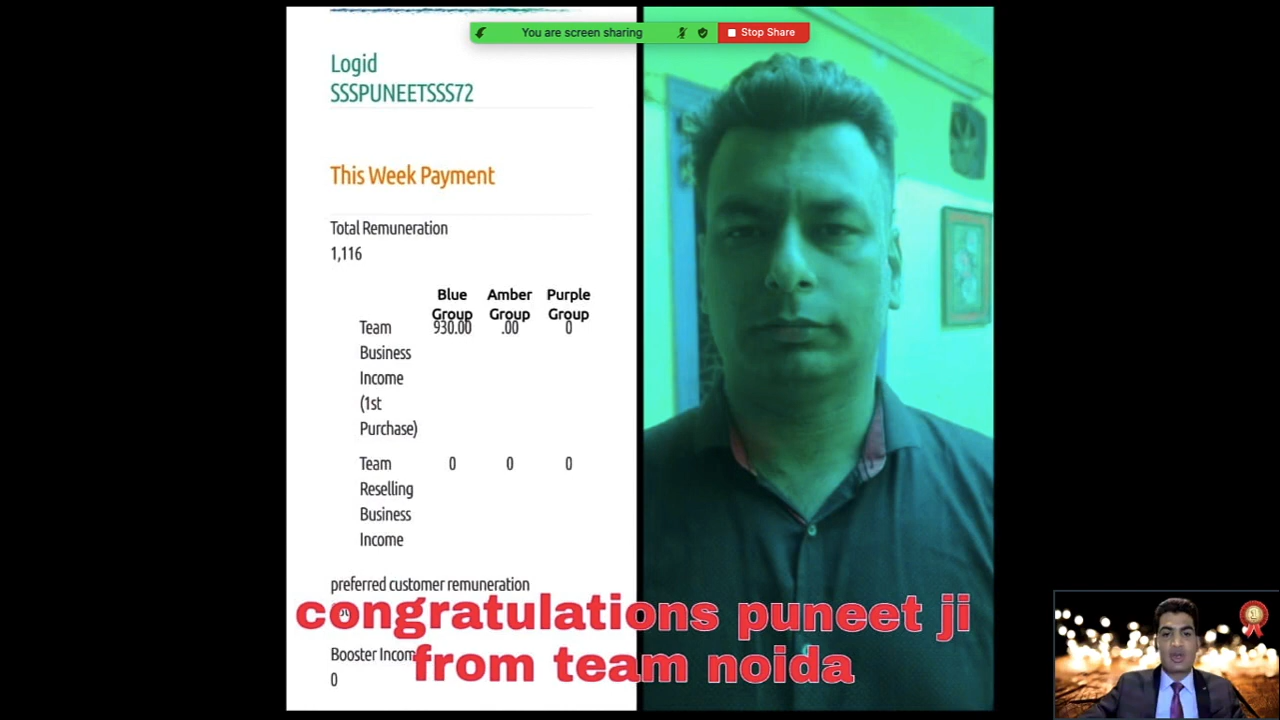 You are screen sharing
Stop Share
Logid
SSSPUNEETSSS72
This Week Payment
Total Remuneration
1,116
Blue Group
Amber Group
Purple Group
Team Business Income (1st Purchase)
930.00
.00
0
Team Reselling Business Income
0
0
0
preferred customer remuneration
congratulations puneet ji
from team noida
Booster Incom
0